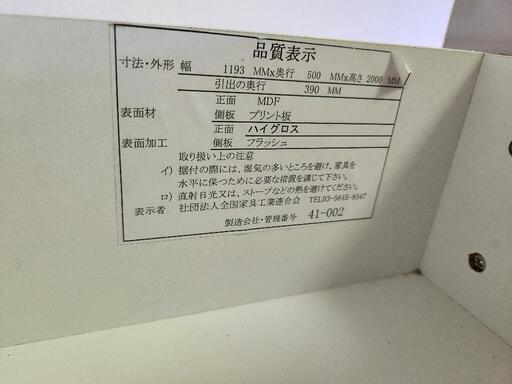 品質表示
寸法・外形 幅 1193 MM×奥行 500 MM×高さ 2000 MM
引出の奥行 390 MM
正面 MDF
表面材 側板 プリント板
正面 ハイグロス
表面加工 側板 フラッシュ
取り扱い上の注意
イ) 据付の際には、湿気の多いところを避け、家具を
水平に保つために必要な措置を講じて下さい。
ロ) 直射日光又は、ストーブなどの熱を避けてください。
表示者 社団法人全国家具工業連合会 TEL03-5645-8547
製造会社・管理番号 41-002